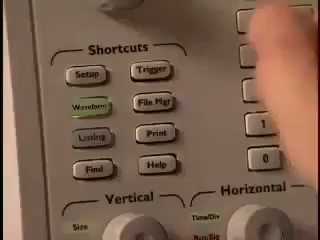 Shortcuts
Setup Trigger
Waveform File Mgr
Listing Print
Find Help
1
0
Vertical Horizontal
Size Time/Div